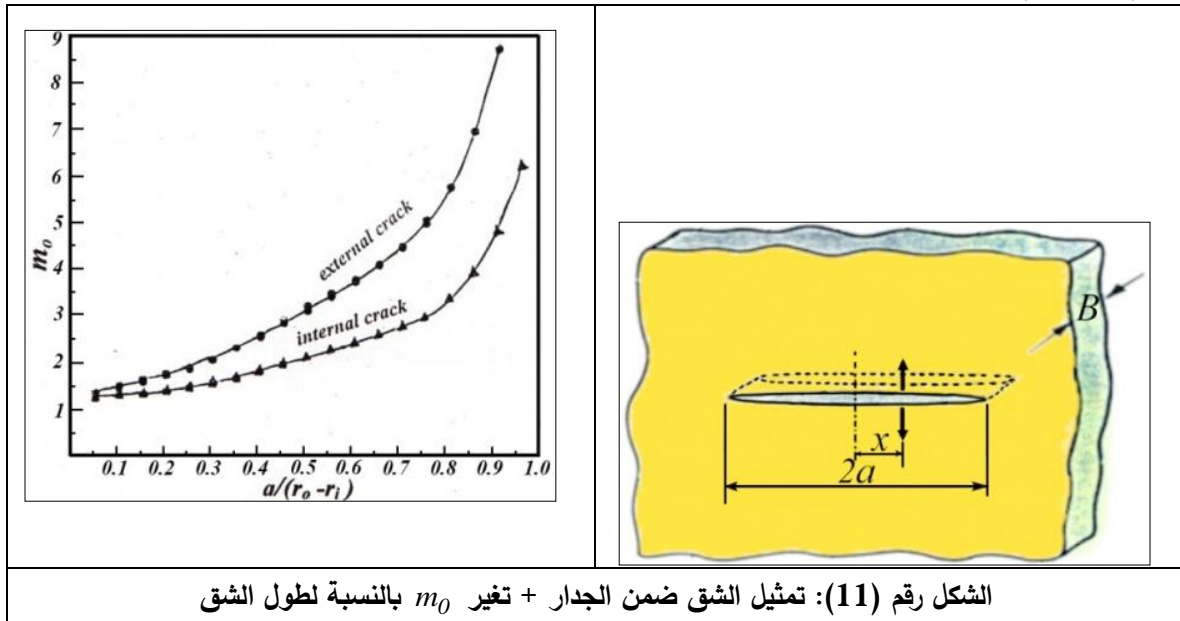 9
8
7
6
5
4
3
2
1
m₀
external crack
internal crack
0.1 0.2 0.3 0.4 0.5 0.6 0.7 0.8 0.9 1.0
a/(rₒ -rᵢ)
B
x
2a
الشكل رقم (11): تمثيل الشق ضمن الجدار + تغير m₀ بالنسبة لطول الشق